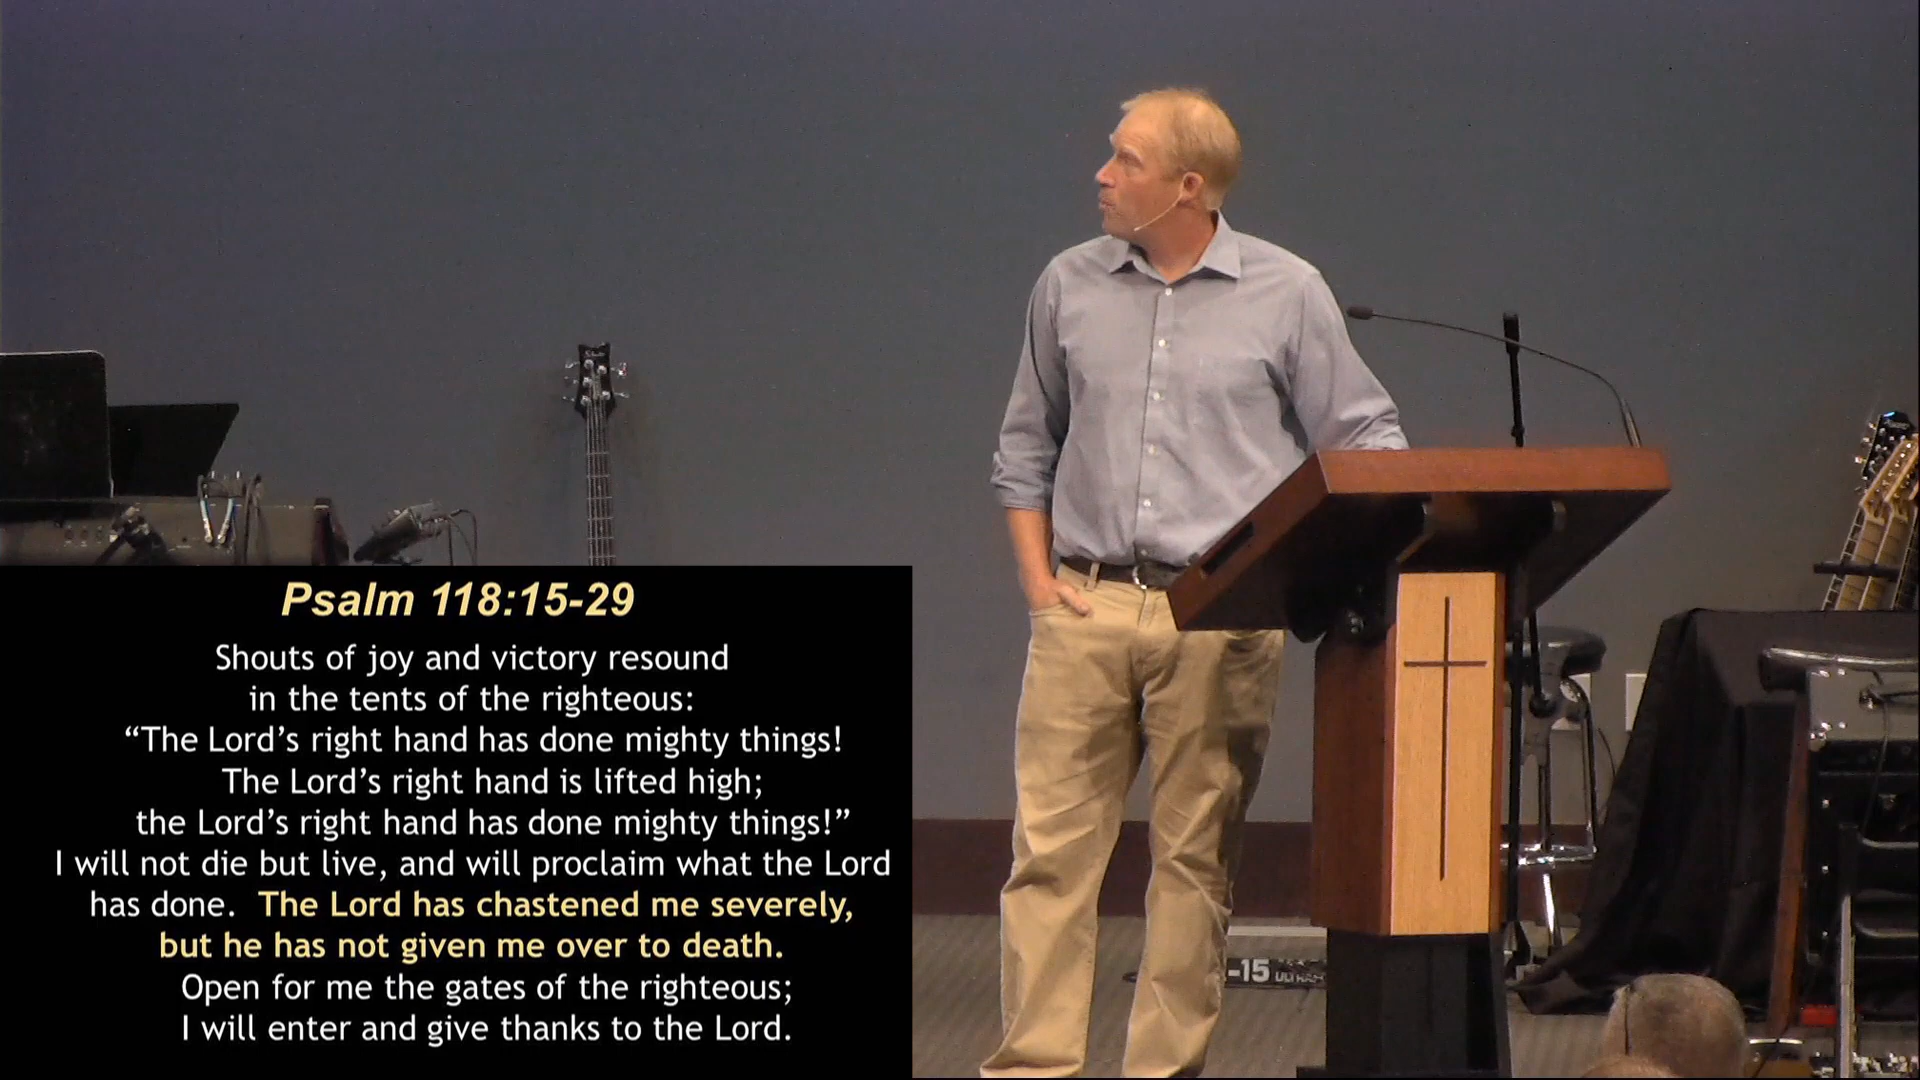 Psalm 118:15-29
Shouts of joy and victory resound
in the tents of the righteous:
“The Lord’s right hand has done mighty things!
The Lord’s right hand is lifted high;
the Lord’s right hand has done mighty things!”
I will not die but live, and will proclaim what the Lord
has done. The Lord has chastened me severely,
but he has not given me over to death.
Open for me the gates of the righteous;
I will enter and give thanks to the Lord.
-15